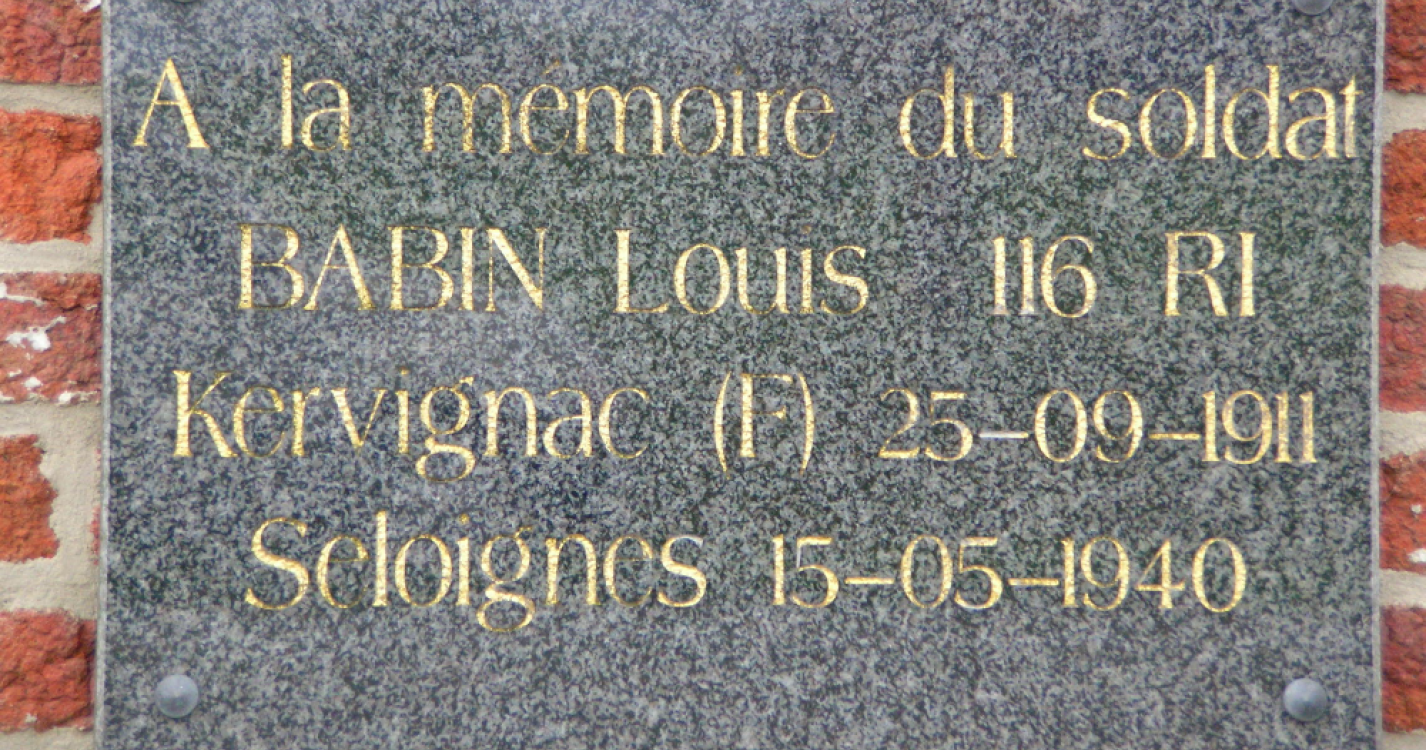 A la mémoire du soldat
BABIN Louis 116 RI
Kervignac (F) 25-09-1911
Seloignes 15-05-1940